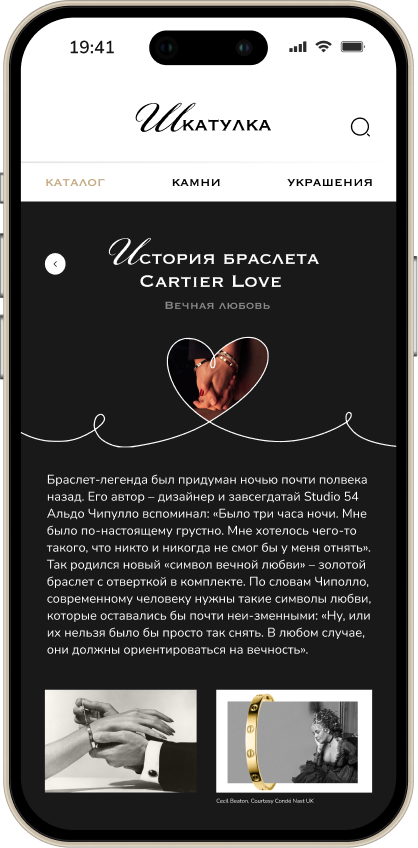 19:41
Шкатулка
КАТАЛОГ
КАМНИ
УКРАШЕНИЯ
История браслета
Cartier Love
Вечная любовь
Браслет-легенда был придуман ночью почти полвека
назад. Его автор – дизайнер и завсегдатай Studio 54
Альдо Чипулло вспоминал: «Было три часа ночи. Мне
было по-настоящему грустно. Мне хотелось чего-то
такого, что никто и никогда не смог бы у меня отнять».
Так родился новый «символ вечной любви» – золотой
браслет с отверткой в комплекте. По словам Чиполло,
современному человеку нужны такие символы любви,
которые оставались бы почти неи-зменными: «Ну, или
их нельзя было бы просто так снять. В любом случае,
они должны ориентироваться на вечность».
Cecil Beaton, Courtesy Condé Nast UK